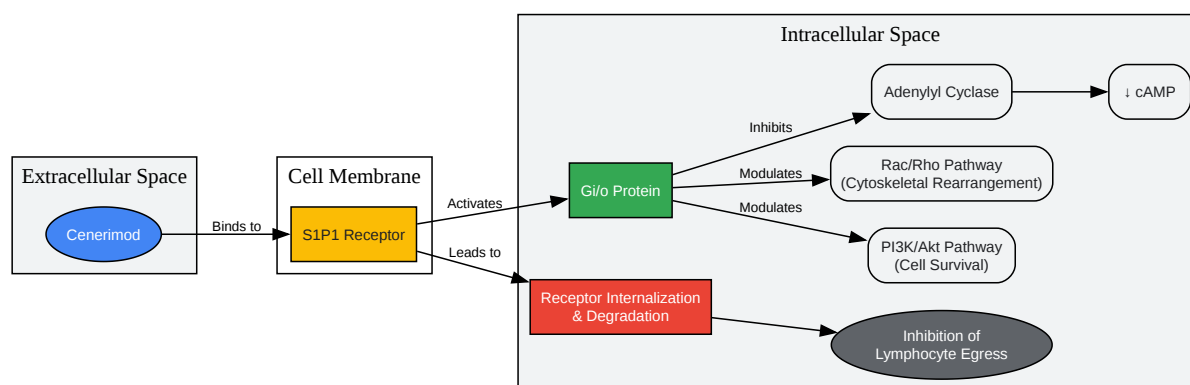 Intracellular Space
Adenylyl Cyclase
↓ cAMP
Inhibits
Extracellular Space
Cell Membrane
Rac/Rho Pathway
(Cytoskeletal Rearrangement)
Gi/o Protein
Modulates
Activates
Modulates
Cenerimod
Binds to
S1P1 Receptor
Leads to
PI3K/Akt Pathway
(Cell Survival)
Receptor Internalization
& Degradation
Inhibition of
Lymphocyte Egress